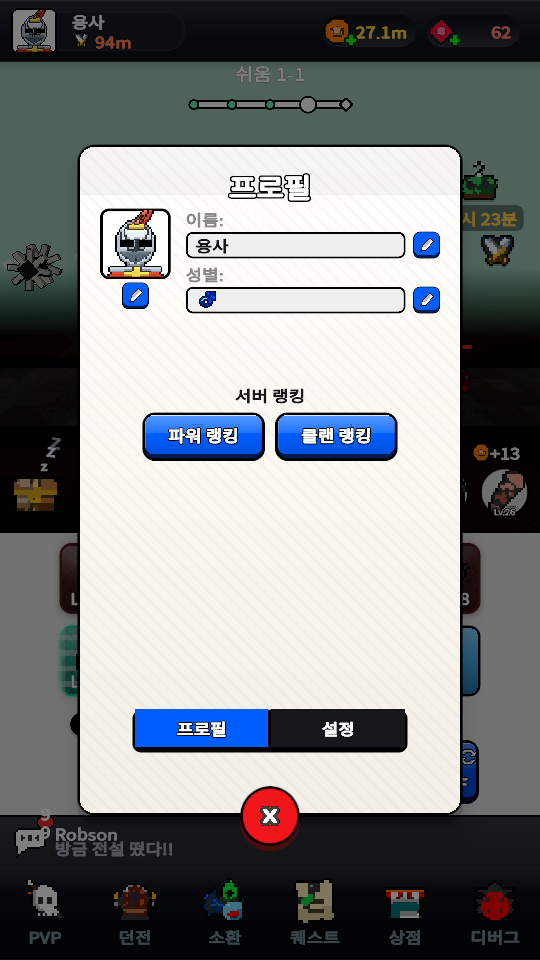 용사
94m
27.1m
62
쉬움 1-1
프로필
시 23분
이름:
용사
성별:
서버 랭킹
파워 랭킹
클랜 랭킹
z
z
z
+13
Lv.26
L
8
L
프로필
설정
X
9
9
Robson
방금 전설 떴다!!
PVP
던전
소환
퀘스트
상점
디버그